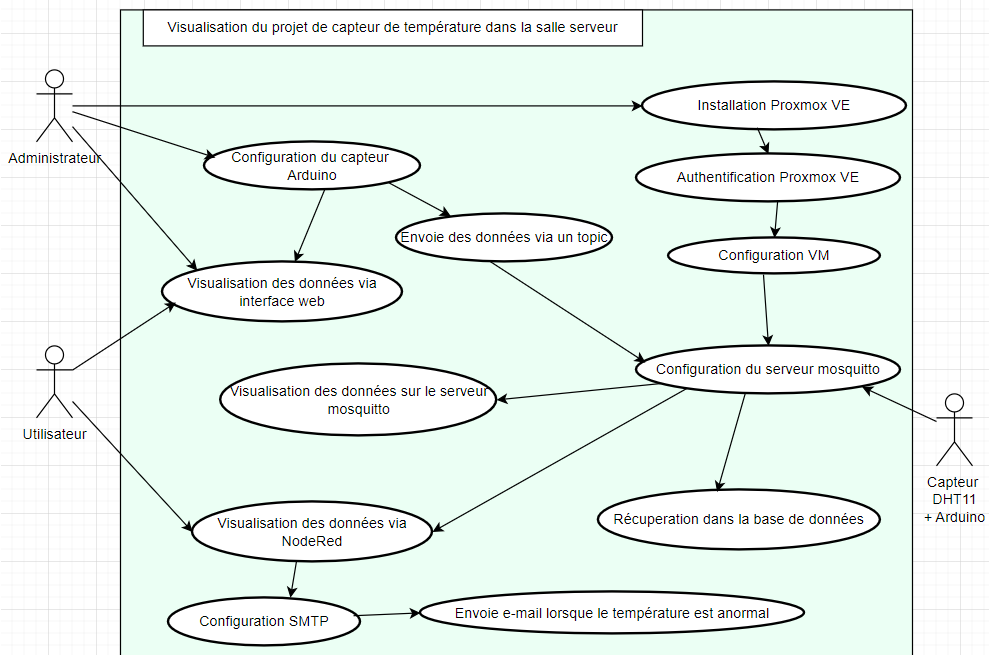 Visualisation du projet de capteur de température dans la salle serveur
Administrateur
Installation Proxmox VE
Configuration du capteur
Arduino
Authentification Proxmox VE
Envoie des données via un topic
Configuration VM
Visualisation des données via
interface web
Configuration du serveur mosquitto
Visualisation des données sur le serveur
mosquitto
Utilisateur
Capteur
DHT11
+ Arduino
Visualisation des données via
NodeRed
Récuperation dans la base de données
Configuration SMTP
Envoie e-mail lorsque le température est anormal